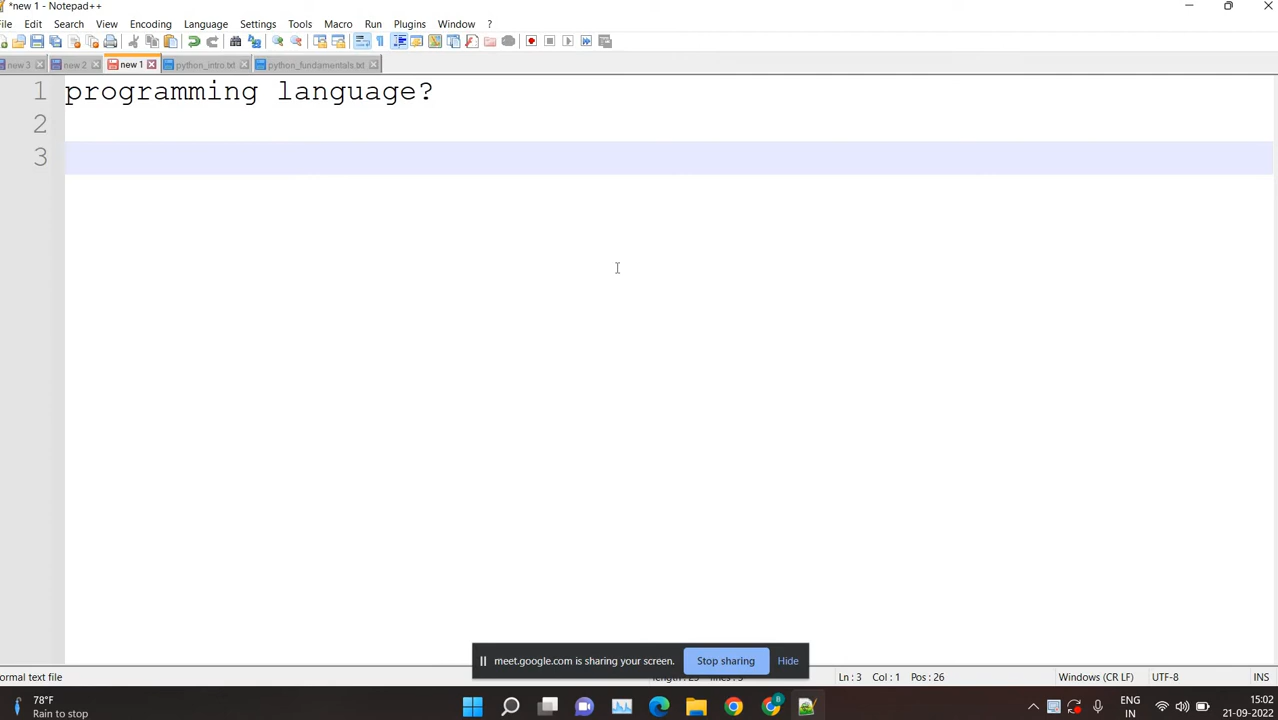 *new 1 - Notepad++
File Edit Search View Encoding Language Settings Tools Macro Run Plugins Window ?
new 3 new 2 new 1 python_intro.txt python_fundamentals.txt
1 programming language?
2
3
meet.google.com is sharing your screen. Stop sharing Hide
ormal text file Ln : 3 Col : 1 Pos : 26 Windows (CR LF) UTF-8 INS
78°F
Rain to stop
ENG
IN
15:02
21-09-2022